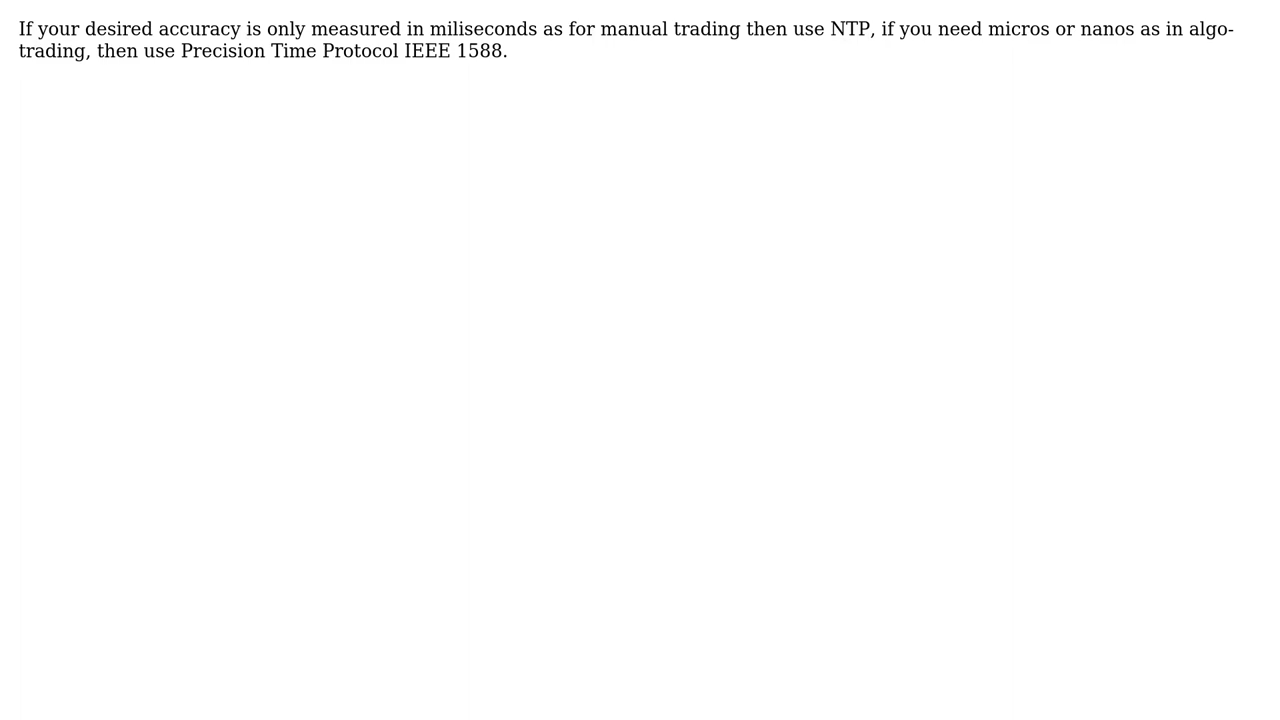 If your desired accuracy is only measured in miliseconds as for manual trading then use NTP, if you need micros or nanos as in algo-
trading, then use Precision Time Protocol IEEE 1588.